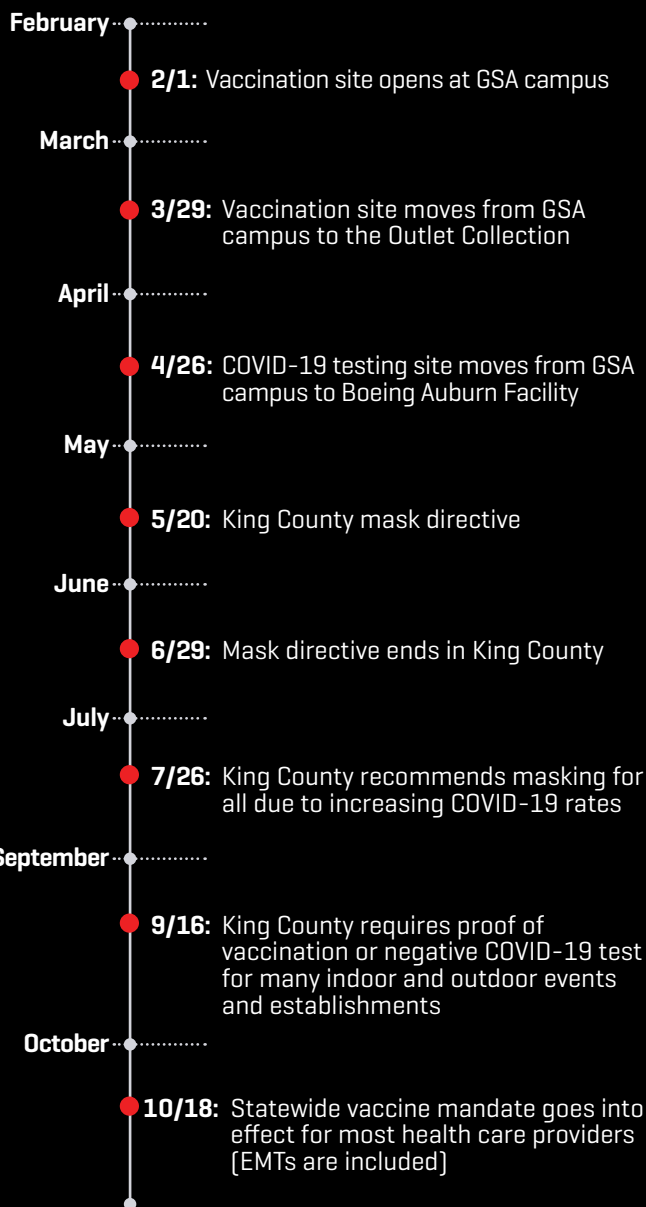 February
2/1: Vaccination site opens at GSA campus
March
3/29: Vaccination site moves from GSA
campus to the Outlet Collection
April
4/26: COVID-19 testing site moves from GSA
campus to Boeing Auburn Facility
May
5/20: King County mask directive
June
6/29: Mask directive ends in King County
July
7/26: King County recommends masking for
all due to increasing COVID-19 rates
September
9/16: King County requires proof of
vaccination or negative COVID-19 test
for many indoor and outdoor events
and establishments
October
10/18: Statewide vaccine mandate goes into
effect for most health care providers
(EMTs are included)